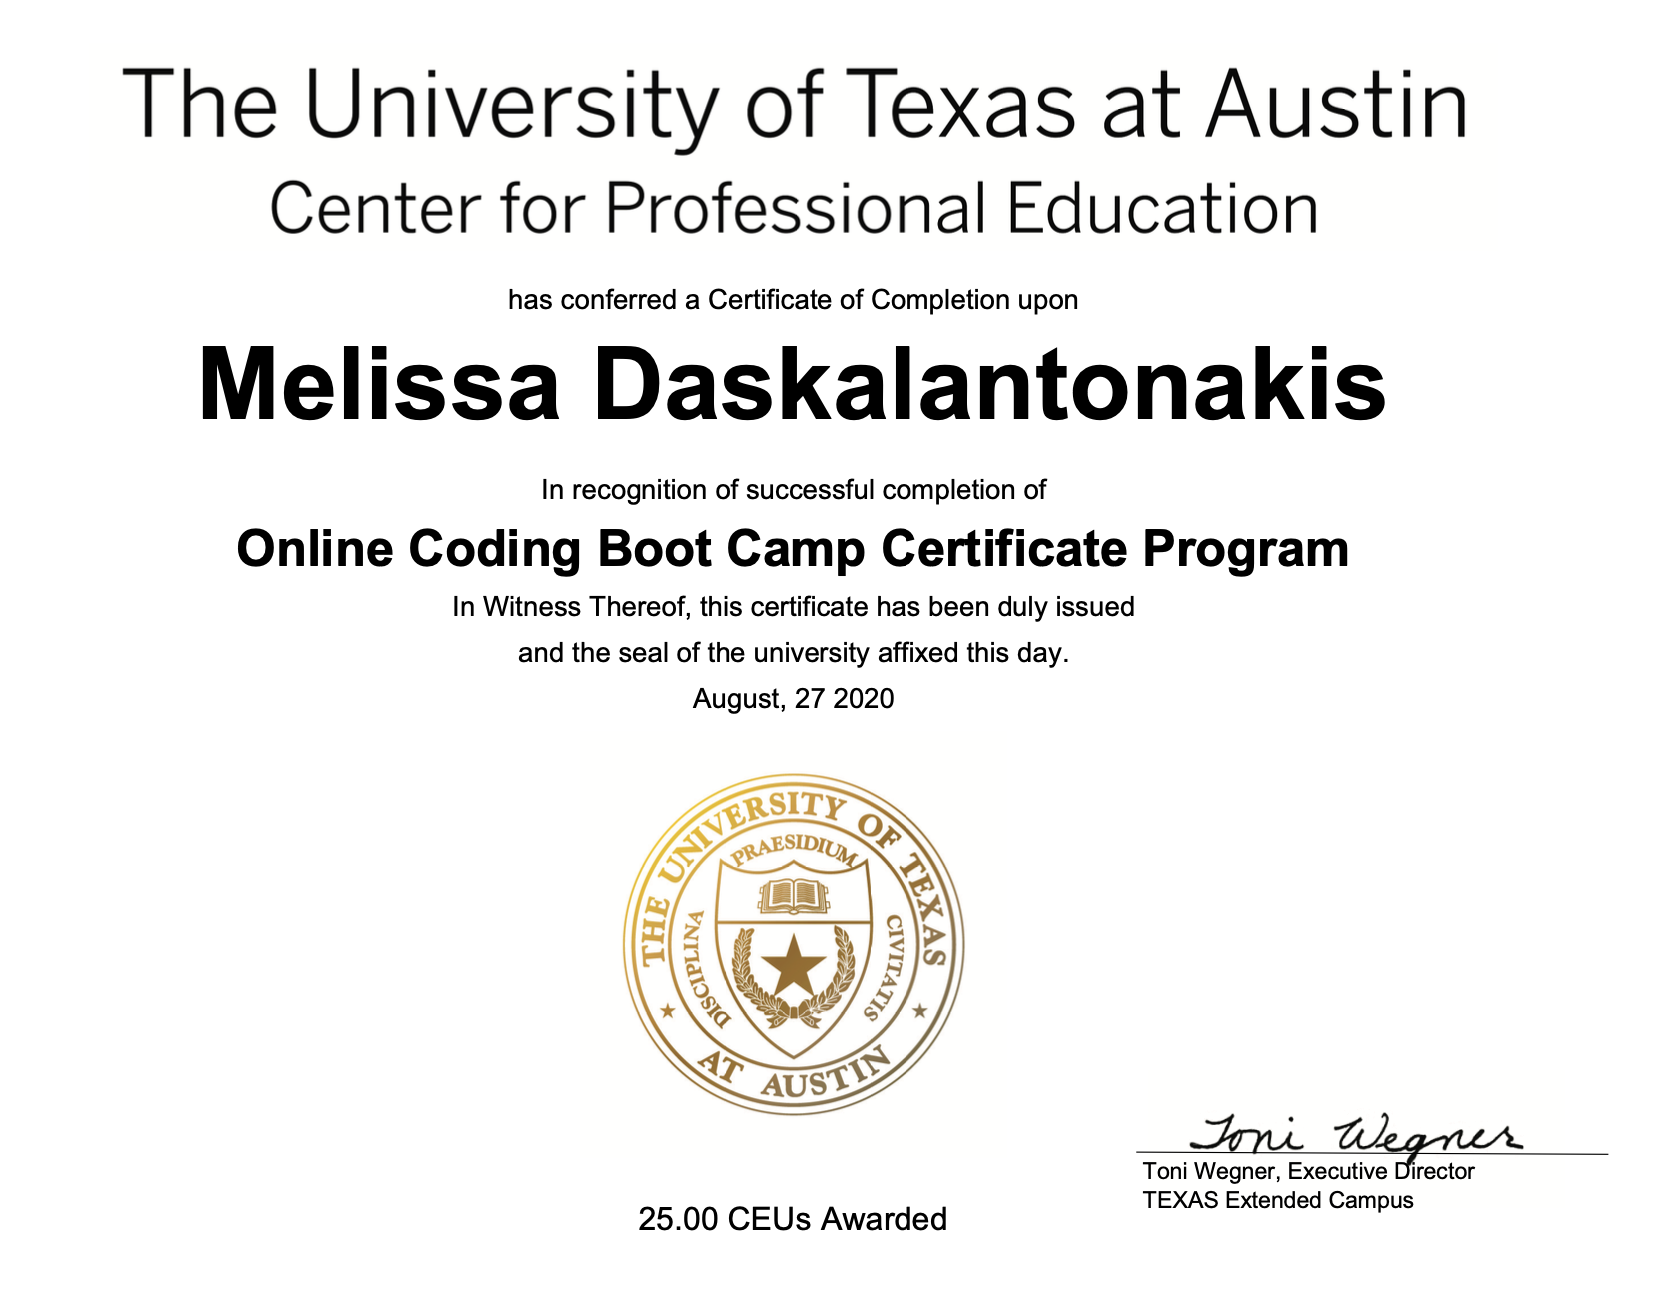 The University of Texas at Austin
Center for Professional Education
has conferred a Certificate of Completion upon
Melissa Daskalantonakis
In recognition of successful completion of
Online Coding Boot Camp Certificate Program
In Witness Thereof, this certificate has been duly issued
and the seal of the university affixed this day.
August, 27 2020
THE UNIVERSITY OF TEXAS
PRAESIDIUM
DISCIPLINA
CIVITATIS
AT AUSTIN
Toni Wegner
Toni Wegner, Executive Director
TEXAS Extended Campus
25.00 CEUs Awarded